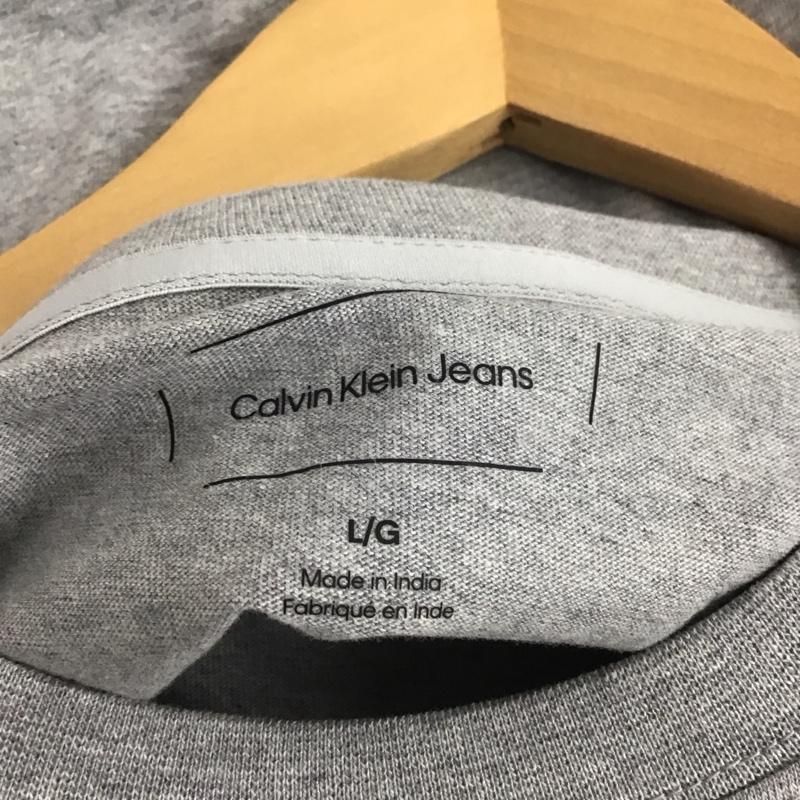 Calvin Klein Jeans
L/G
Made in India
Fabriqué en Inde